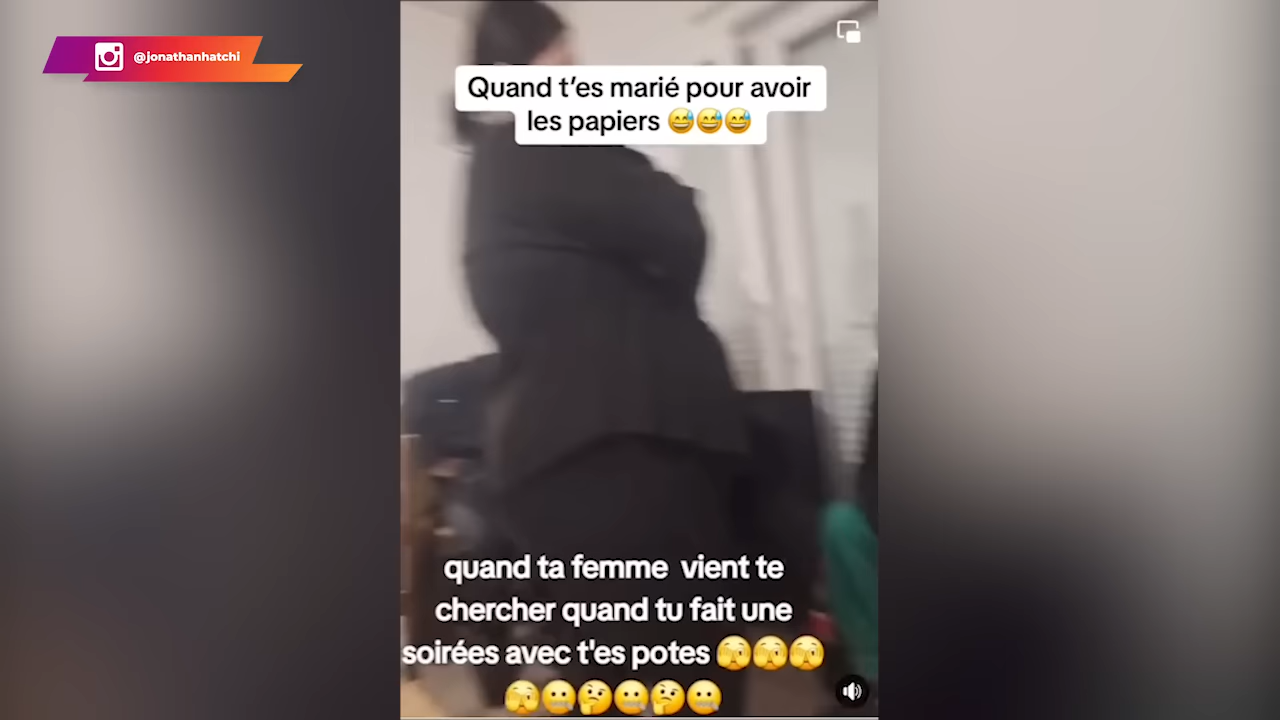 @jonathanhatchi
Quand t’es marié pour avoir
les papiers 😅😅😅
quand ta femme  vient te
chercher quand tu fait une
soirées avec t'es potes 🫣🫣🫣
🫣🤐🤔🤐🤔🤐